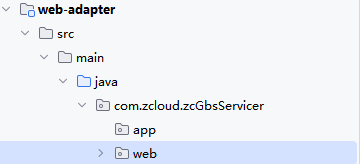 web-adapter
src
main
java
com.zcloud.zcGbsServicer
app
web